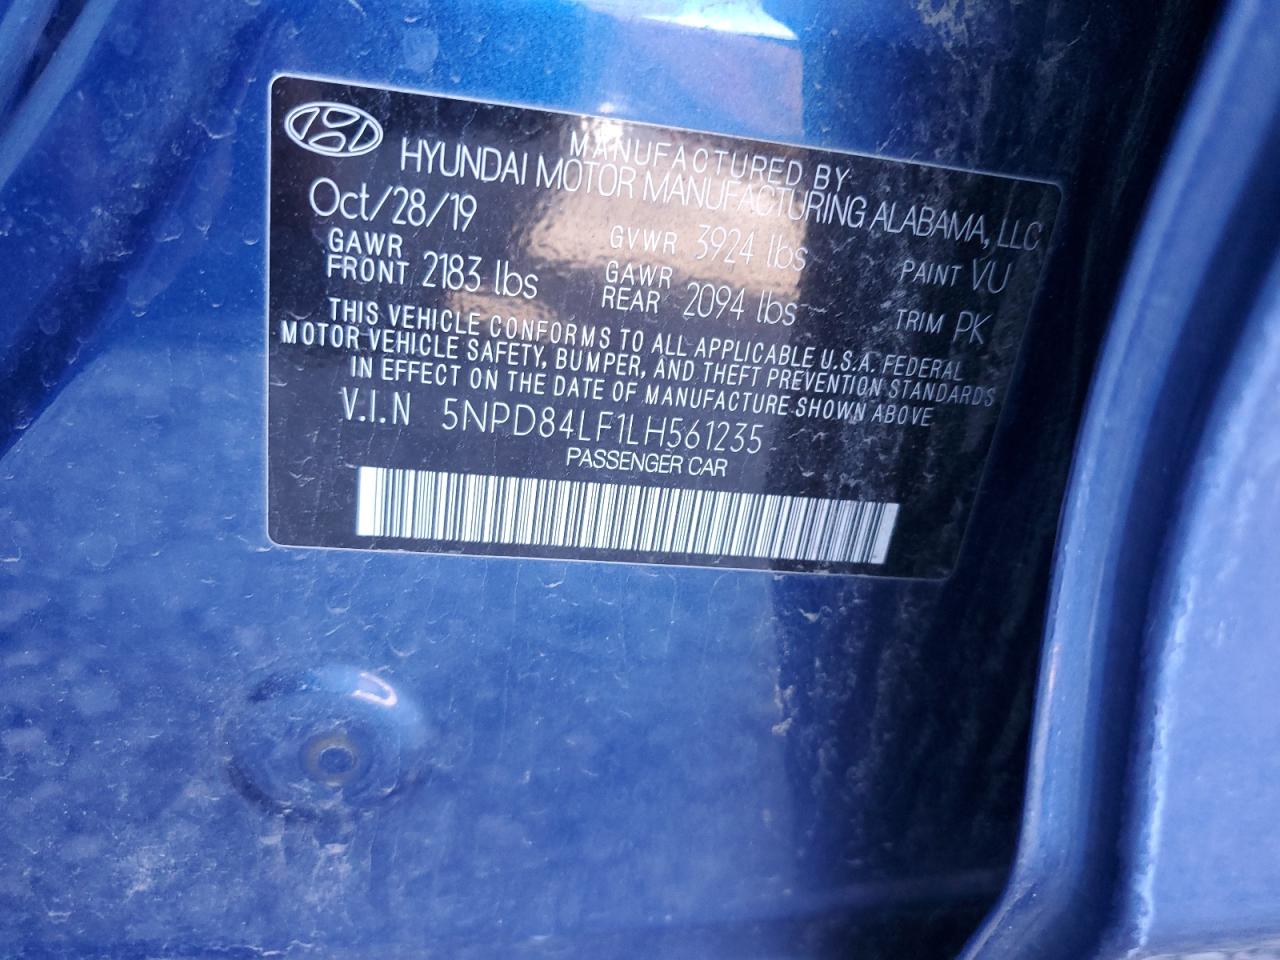 MANUFACTURED BY
HYUNDAI MOTOR MANUFACTURING ALABAMA, LLC
Oct/28/19 GVWR 3924 lbs PAINT VU
GAWR FRONT 2183 lbs GAWR REAR 2094 lbs TRIM PK
THIS VEHICLE CONFORMS TO ALL APPLICABLE U.S.A. FEDERAL
MOTOR VEHICLE SAFETY, BUMPER, AND THEFT PREVENTION STANDARDS
IN EFFECT ON THE DATE OF MANUFACTURE SHOWN ABOVE
V.I.N 5NPD84LF1LH561235
PASSENGER CAR